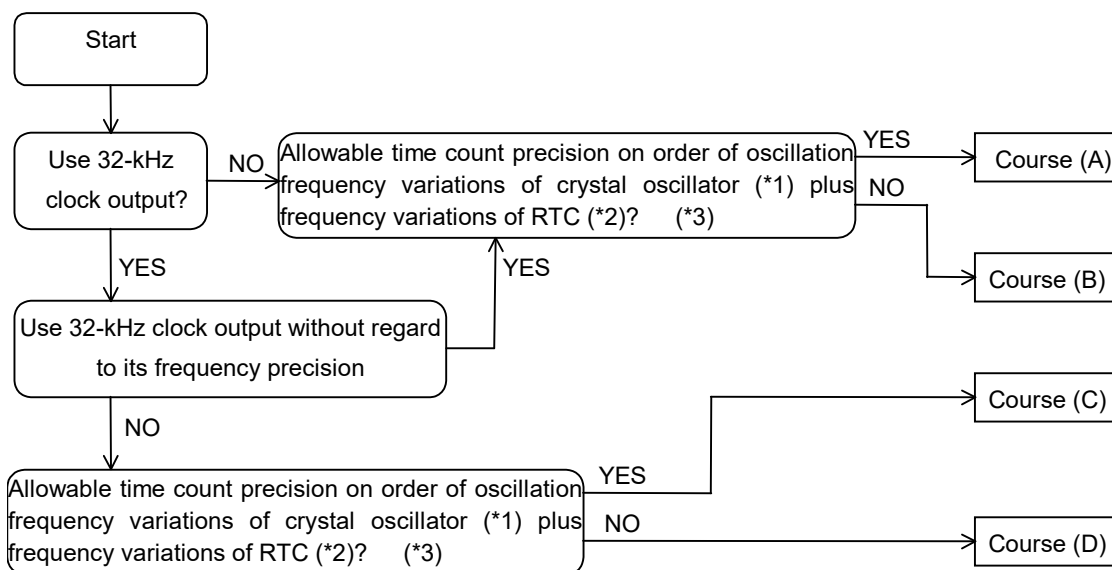 Start
Use 32-kHz
clock output?
NO
Allowable time count precision on order of oscillation
frequency variations of crystal oscillator (*1) plus
frequency variations of RTC (*2)? (*3)
YES
Course (A)
NO
Course (B)
YES
YES
Use 32-kHz clock output without regard
to its frequency precision
NO
Course (C)
Allowable time count precision on order of oscillation
frequency variations of crystal oscillator (*1) plus
frequency variations of RTC (*2)? (*3)
YES
NO
Course (D)